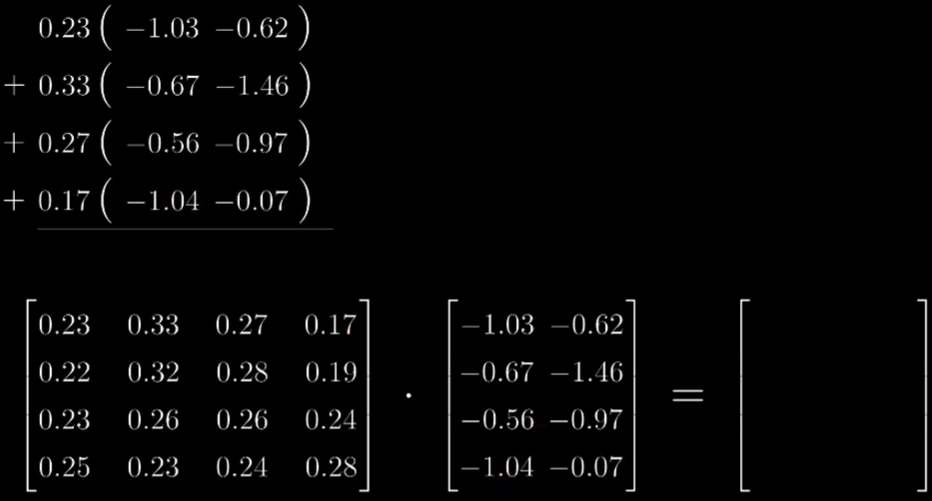 0.23 ( −1.03 −0.62 )
+ 0.33 ( −0.67 −1.46 )
+ 0.27 ( −0.56 −0.97 )
+ 0.17 ( −1.04 −0.07 )
[ 0.23 0.33 0.27 0.17 ] [ −1.03 −0.62 ] [ ]
0.22 0.32 0.28 0.19 −0.67 −1.46
· =
0.23 0.26 0.26 0.24 −0.56 −0.97
0.25 0.23 0.24 0.28 −1.04 −0.07